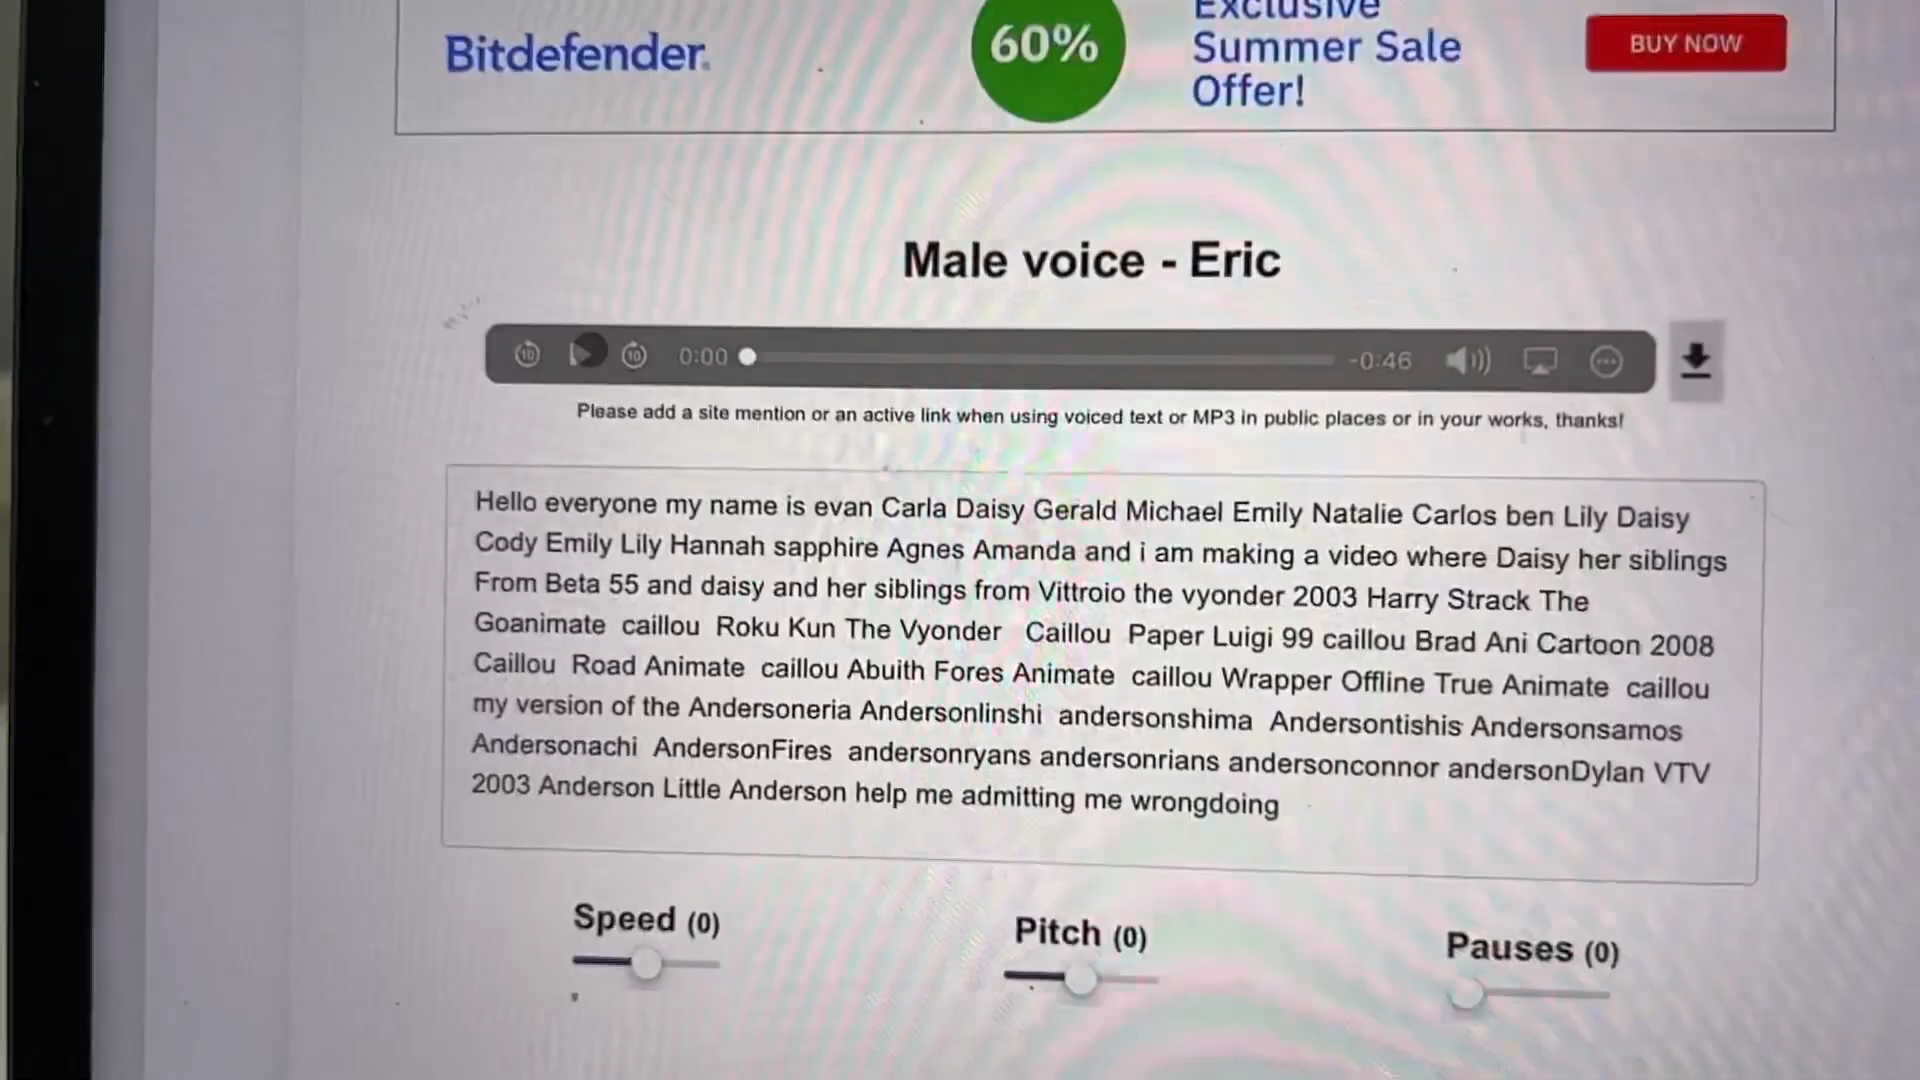 Bitdefender.
60%
Exclusive
Summer Sale
Offer!
BUY NOW
Male voice - Eric
10
10
0:00
-0:46
Please add a site mention or an active link when using voiced text or MP3 in public places or in your works, thanks!
Hello everyone my name is evan Carla Daisy Gerald Michael Emily Natalie Carlos ben Lily Daisy
Cody Emily Lily Hannah sapphire Agnes Amanda and i am making a video where Daisy her siblings
From Beta 55 and daisy and her siblings from Vittroio the vyonder 2003 Harry Strack The
Goanimate caillou Roku Kun The Vyonder Caillou Paper Luigi 99 caillou Brad Ani Cartoon 2008
Caillou Road Animate caillou Abuith Fores Animate caillou Wrapper Offline True Animate caillou
my version of the Andersoneria Andersonlinshi andersonshima Andersontishis Andersonsamos
Andersonachi AndersonFires andersonryans andersonrians andersonconnor andersonDylan VTV
2003 Anderson Little Anderson help me admitting me wrongdoing
Speed (0)
Pitch (0)
Pauses (0)